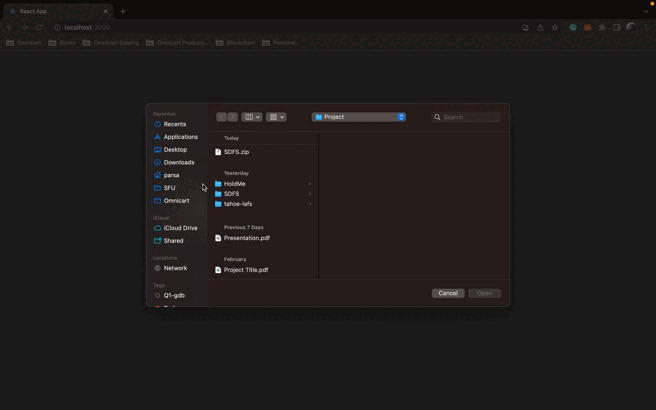 React App
localhost:3000
Omnicart
Books
Omnicart Staging
Omnicart Producti...
Blockchain
Personal
Favorites
Recents
Applications
Desktop
Downloads
parsa
SFU
Omnicart
iCloud
iCloud Drive
Shared
Locations
Network
Tags
Q1-gdb
Project
Search
Today
SDFS.zip
Yesterday
HoldMe
SDFS
tahoe-lafs
Previous 7 Days
Presentation.pdf
February
Project Title.pdf
Cancel
Open